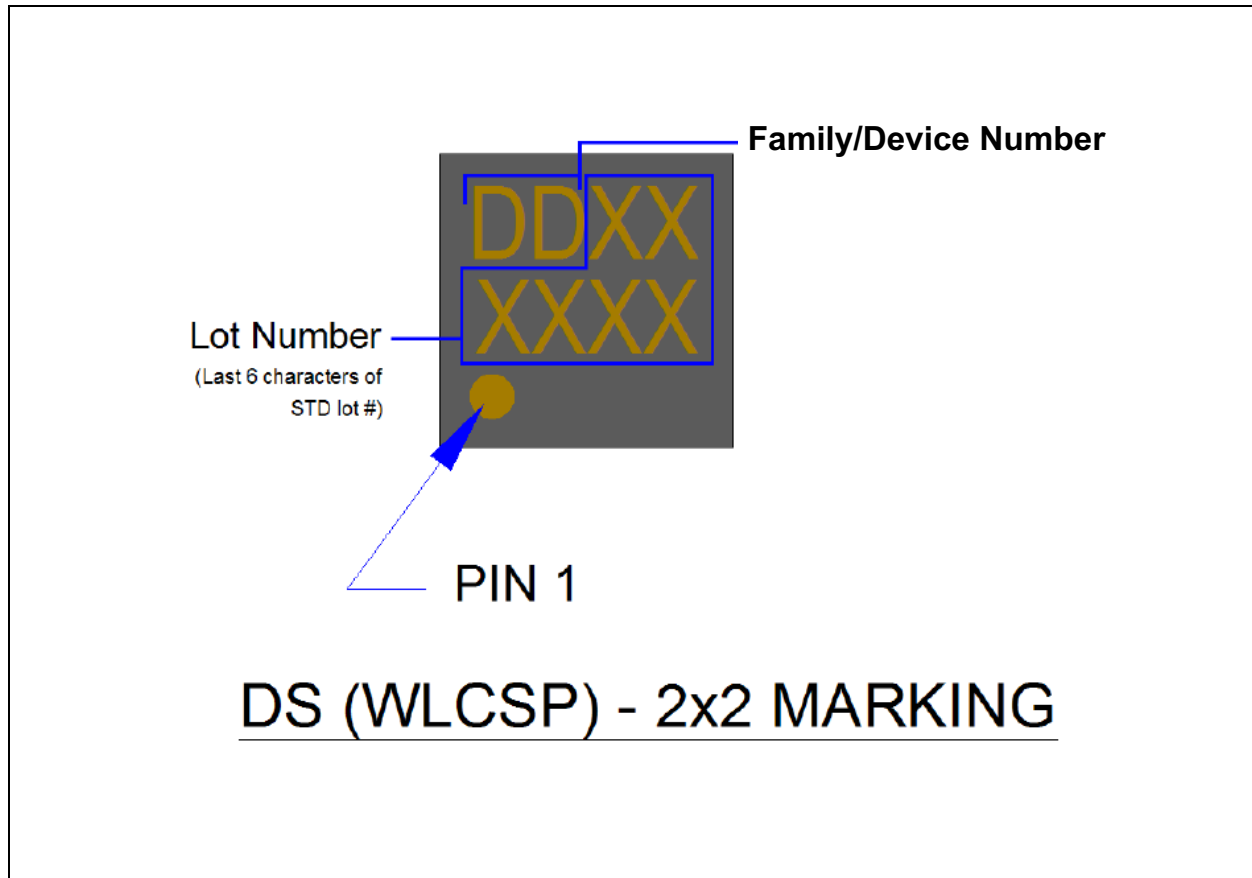 Family/Device Number
DDXX
XXXX
Lot Number
(Last 6 characters of
STD lot #)
PIN 1
DS (WLCSP) - 2x2 MARKING